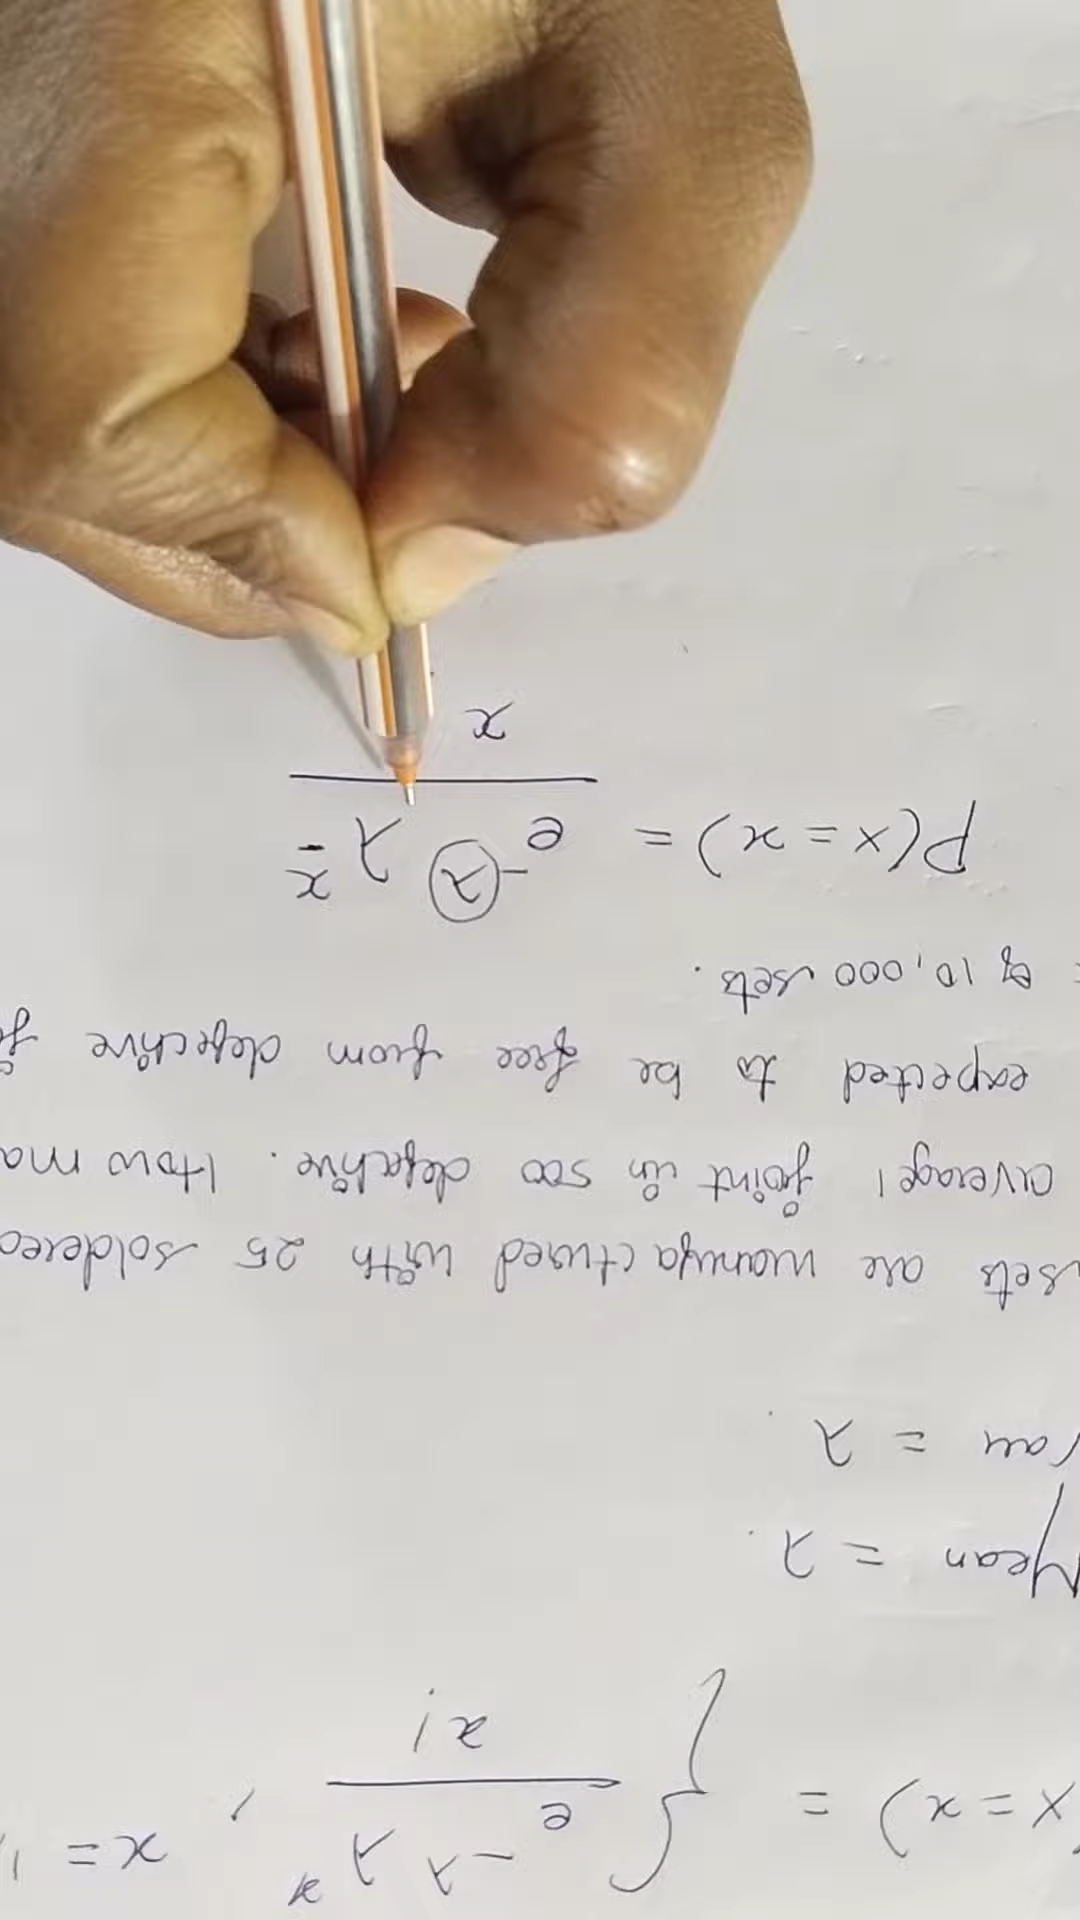 x=x) = { e^-λ λ^x / x! , x =
Mean = λ.
Var = λ.
sets are manufactured with 25 soldered
average 1 joint in 500 defective. How ma
expected to be free from defective j
of 10,000 sets.
P(x=x) = e^-λ λ^x / x